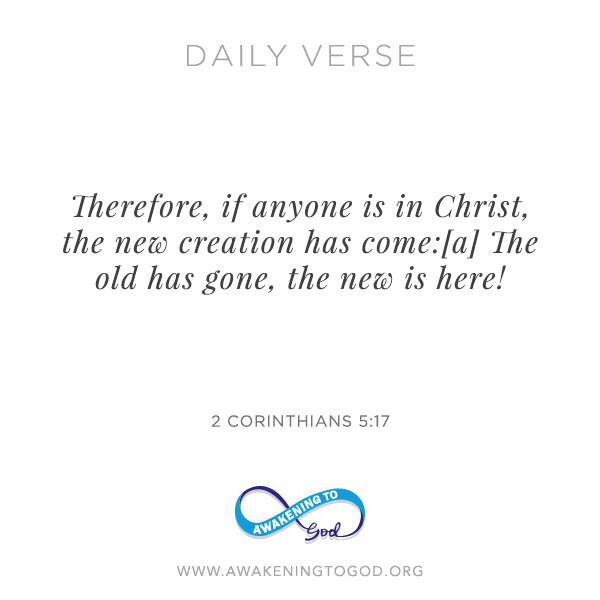 DAILY VERSE
Therefore, if anyone is in Christ,
the new creation has come:[a] The
old has gone, the new is here!
2 CORINTHIANS 5:17
AWAKENING TO
God
WWW.AWAKENINGTOGOD.ORG